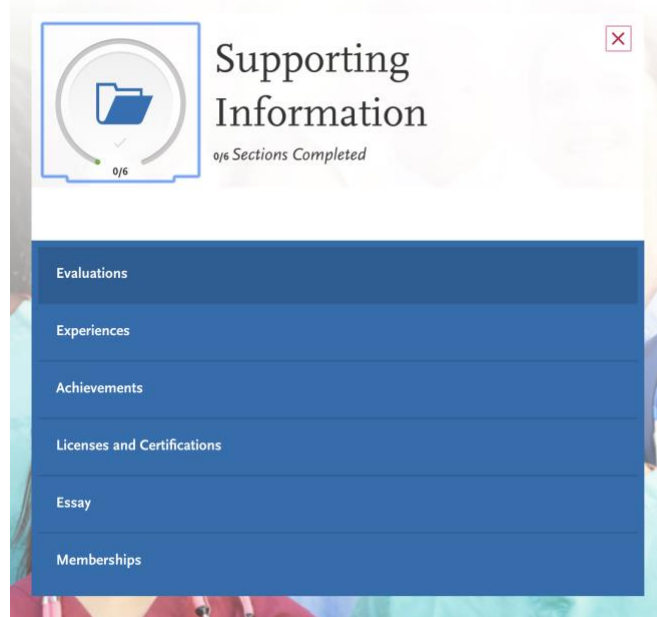 Supporting
Information
0/6 Sections Completed
0/6
Evaluations
Experiences
Achievements
Licenses and Certifications
Essay
Memberships